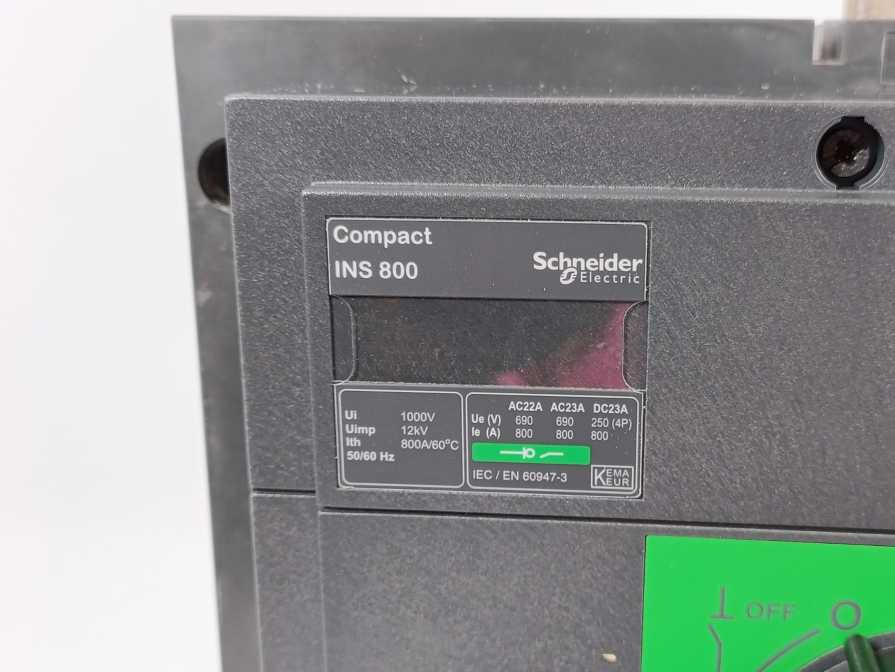 Compact
INS 800
Schneider
Electric
Ui 1000V
Uimp 12kV
Ith 800A/60°C
50/60 Hz
AC22A AC23A DC23A
Ue (V) 690 690 250 (4P)
Ie (A) 800 800 800
IEC / EN 60947-3
KEMA
KEUR
OFF O